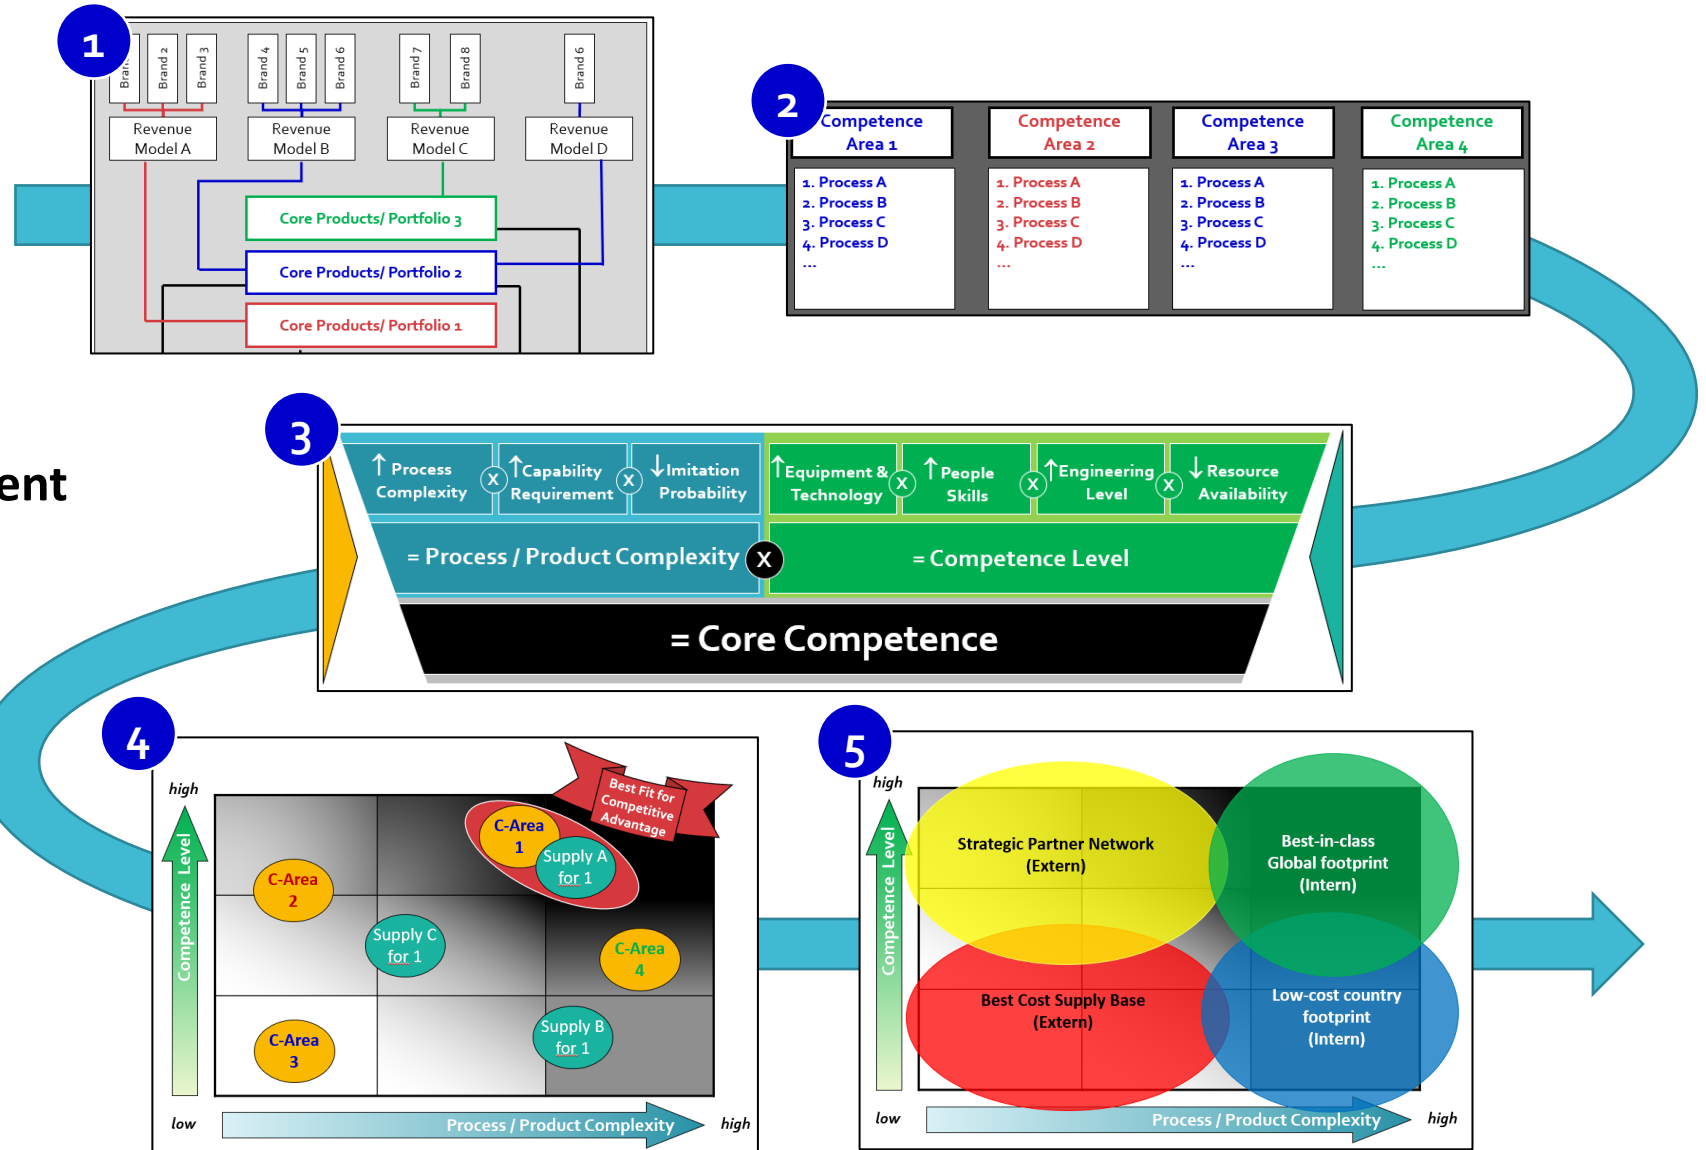 1
Bran
Brand 2
Brand 3
Brand 4
Brand 5
Brand 6
Brand 7
Brand 8
Brand 6
Revenue
Model A
Revenue
Model B
Revenue
Model C
Revenue
Model D
Core Products/ Portfolio 3
Core Products/ Portfolio 2
Core Products/ Portfolio 1
2
Competence
Area 1
Competence
Area 2
Competence
Area 3
Competence
Area 4
1. Process A
2. Process B
3. Process C
4. Process D
...
1. Process A
2. Process B
3. Process C
4. Process D
...
1. Process A
2. Process B
3. Process C
4. Process D
...
1. Process A
2. Process B
3. Process C
4. Process D
...
ent
3
↑ Process
Complexity
X
↑ Capability
Requirement
X
↓ Imitation
Probability
↑ Equipment &
Technology
X
↑ People
Skills
X
↑ Engineering
Level
X
↓ Resource
Availability
= Process / Product Complexity
X
= Competence Level
= Core Competence
4
high
Competence Level
low
Best Fit for
Competitive
Advantage
C-Area
1
Supply A
for 1
C-Area
2
Supply C
for 1
C-Area
4
Supply B
for 1
C-Area
3
Process / Product Complexity
high
5
high
Competence Level
low
Strategic Partner Network
(Extern)
Best-in-class
Global footprint
(Intern)
Best Cost Supply Base
(Extern)
Low-cost country
footprint
(Intern)
Process / Product Complexity
high